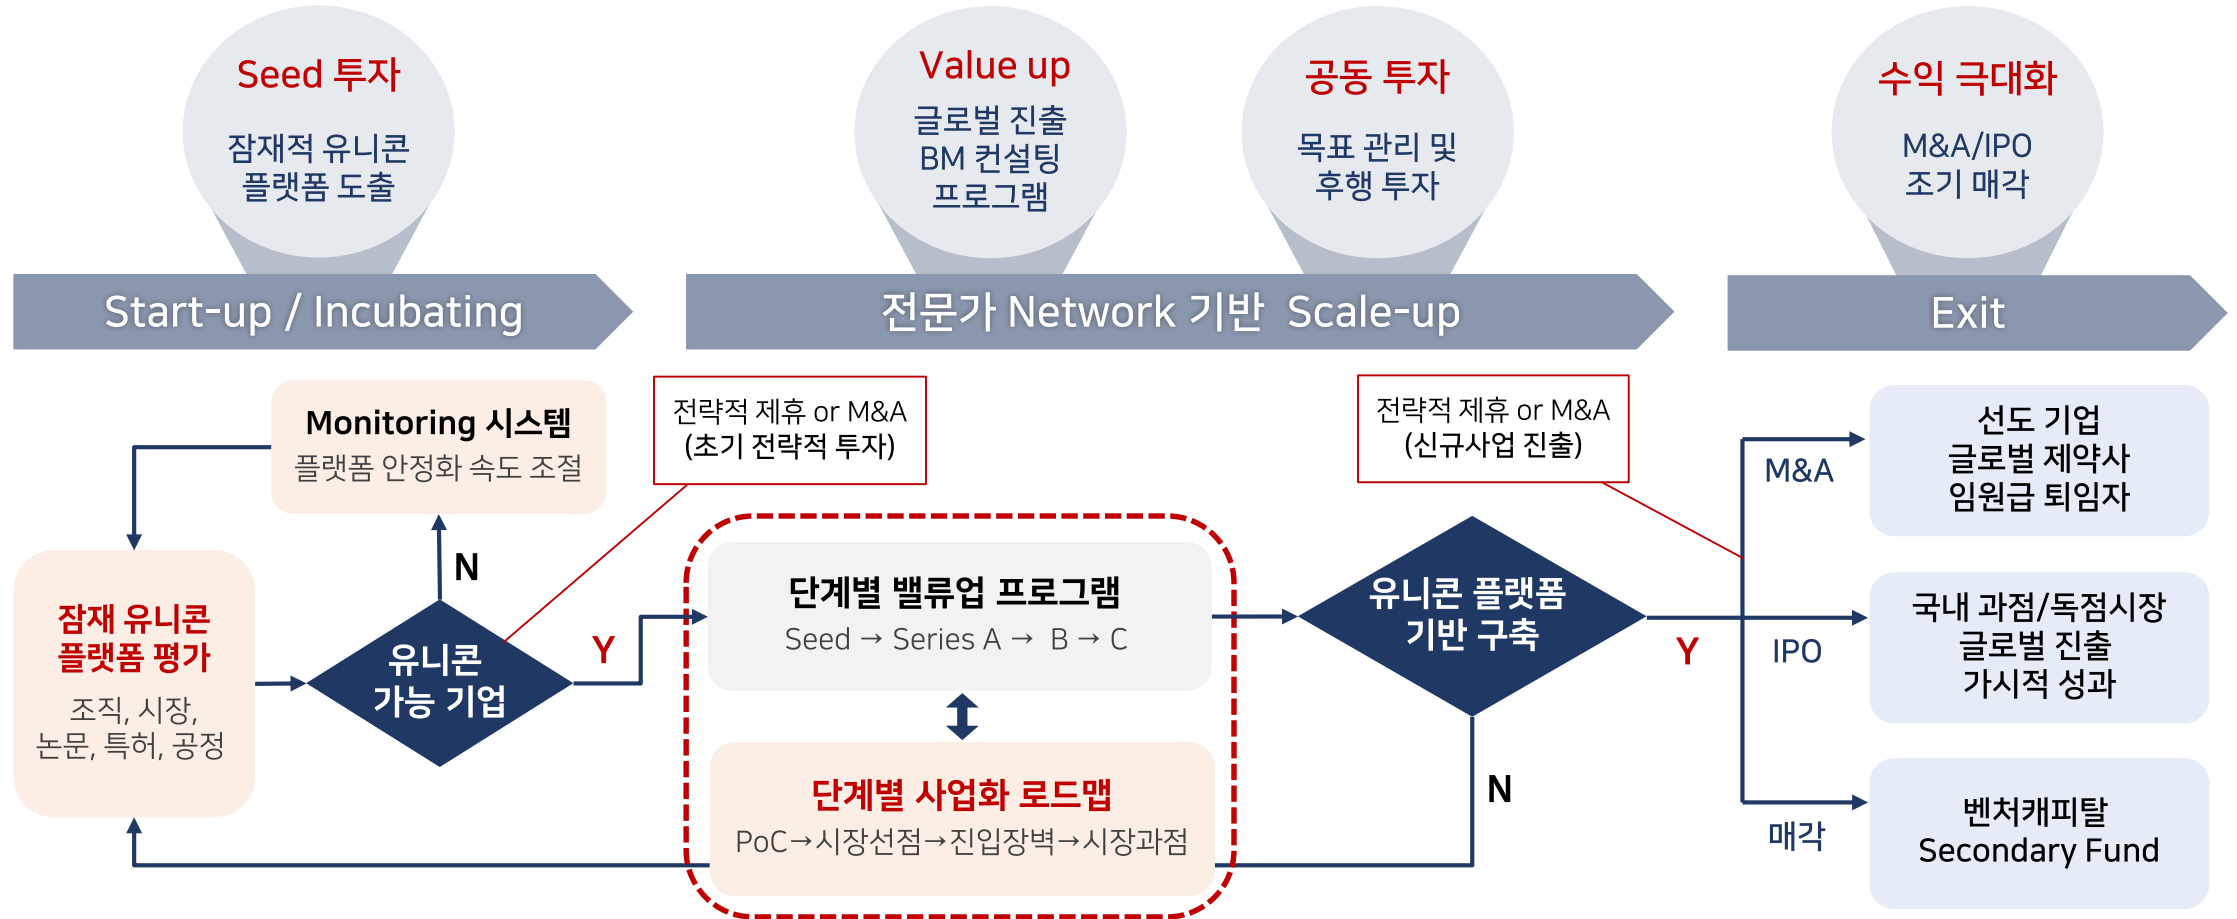 Seed 투자
잠재적 유니콘
플랫폼 도출
Value up
글로벌 진출
BM 컨설팅
프로그램
공동 투자
목표 관리 및
후행 투자
수익 극대화
M&A/IPO
조기 매각
Start-up / Incubating
전문가 Network 기반 Scale-up
Exit
Monitoring 시스템
플랫폼 안정화 속도 조절
전략적 제휴 or M&A
(초기 전략적 투자)
전략적 제휴 or M&A
(신규사업 진출)
N
잠재 유니콘
플랫폼 평가
조직, 시장,
논문, 특허, 공정
유니콘
가능 기업
Y
단계별 밸류업 프로그램
Seed → Series A → B → C
단계별 사업화 로드맵
PoC→시장선점→진입장벽→시장과점
유니콘 플랫폼
기반 구축
Y
N
M&A
선도 기업
글로벌 제약사
임원급 퇴임자
IPO
국내 과점/독점시장
글로벌 진출
가시적 성과
매각
벤처캐피탈
Secondary Fund